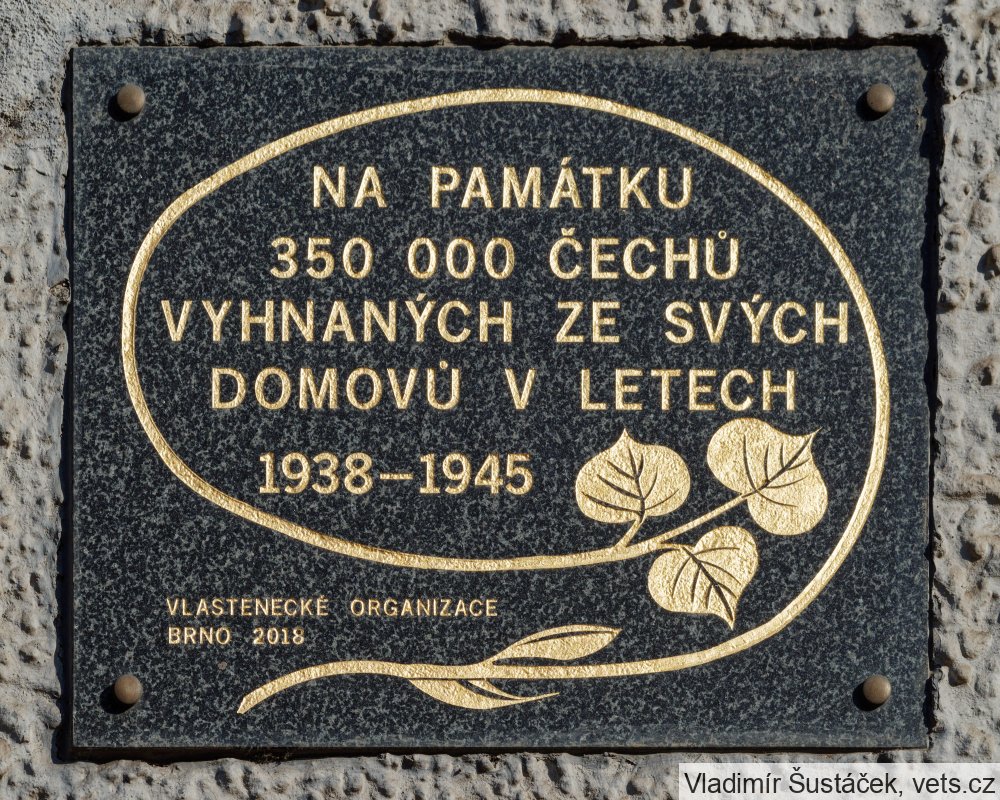 NA PAMÁTKU
350 000 ČECHŮ
VYHNANÝCH ZE SVÝCH
DOMOVŮ V LETECH
1938–1945
VLASTENECKÉ ORGANIZACE
BRNO 2018
Vladimír Šustáček, vets.cz